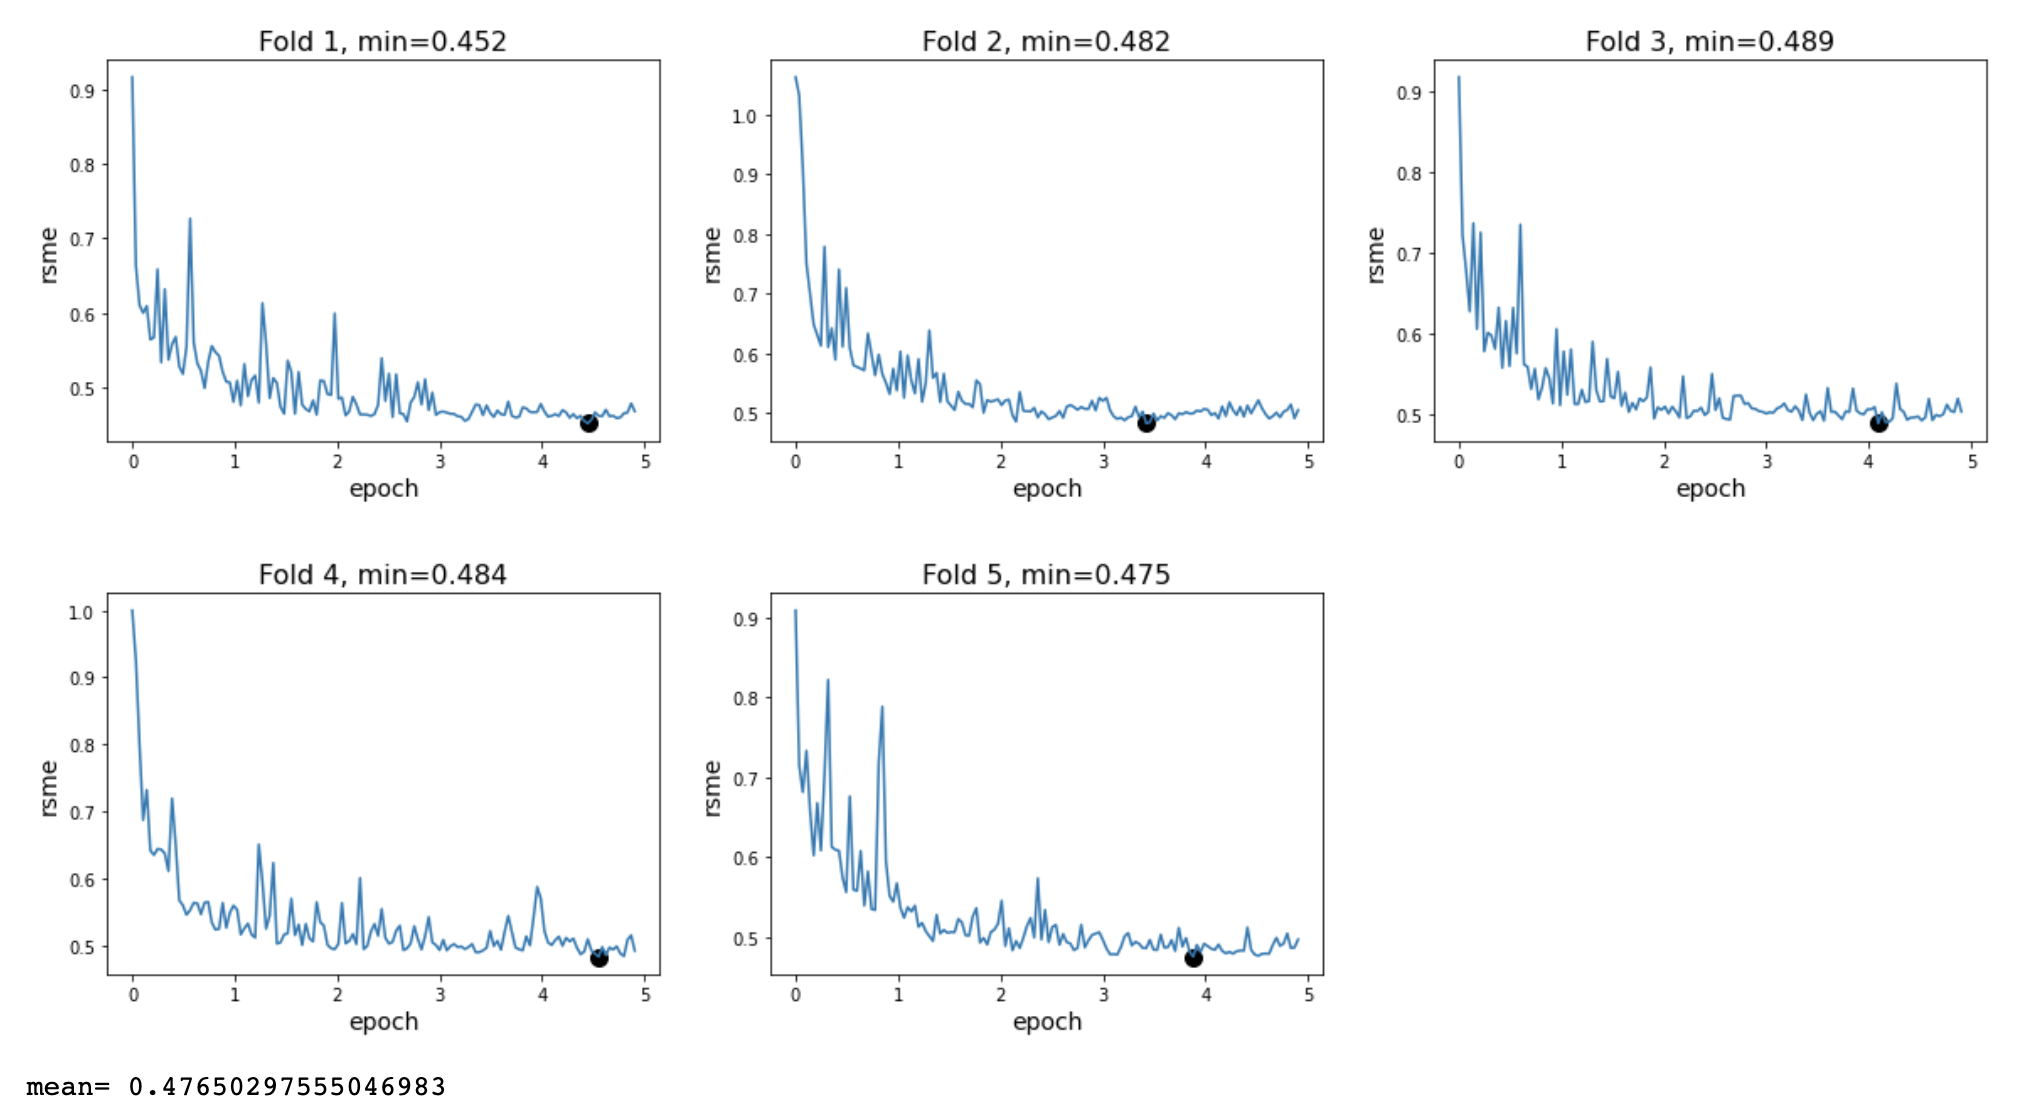 Fold 1, min=0.452
0.9
0.8
0.7
0.6
0.5
rsme
0 1 2 3 4 5
epoch
Fold 2, min=0.482
1.0
0.9
0.8
0.7
0.6
0.5
rsme
0 1 2 3 4 5
epoch
Fold 3, min=0.489
0.9
0.8
0.7
0.6
0.5
rsme
0 1 2 3 4 5
epoch
Fold 4, min=0.484
1.0
0.9
0.8
0.7
0.6
0.5
rsme
0 1 2 3 4 5
epoch
Fold 5, min=0.475
0.9
0.8
0.7
0.6
0.5
rsme
0 1 2 3 4 5
epoch
mean= 0.47650297555046983